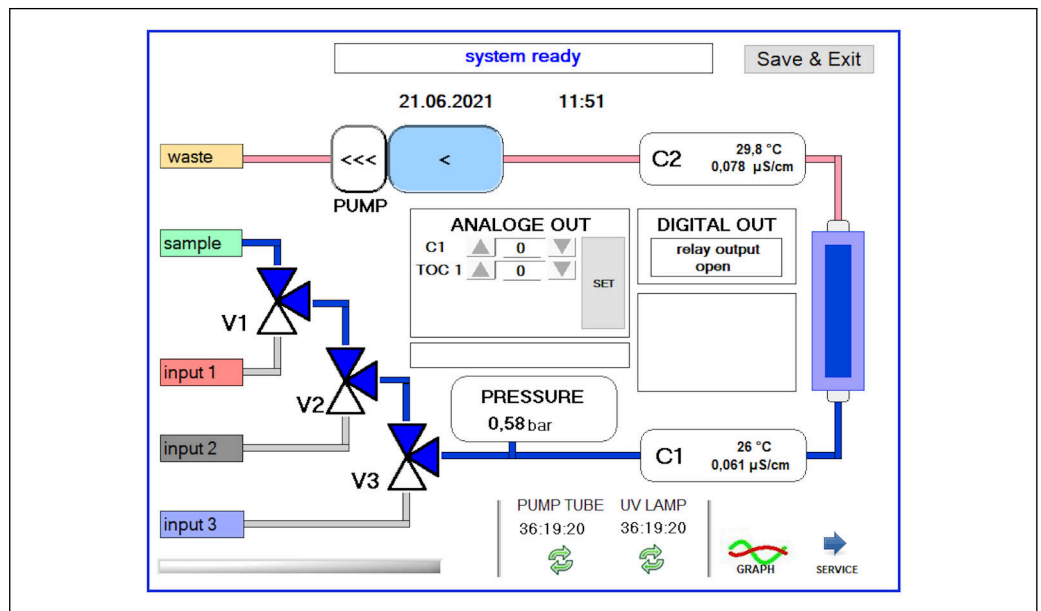 system ready
Save & Exit
21.06.2021 11:51
waste
<<<
<
C2
29,8 °C
0,078 µS/cm
PUMP
sample
ANALOGE OUT
C1 0
TOC 1 0
SET
DIGITAL OUT
relay output
open
V1
input 1
V2
PRESSURE
0,58 bar
input 2
V3
C1
26 °C
0,061 µS/cm
input 3
PUMP TUBE UV LAMP
36:19:20 36:19:20
GRAPH
SERVICE